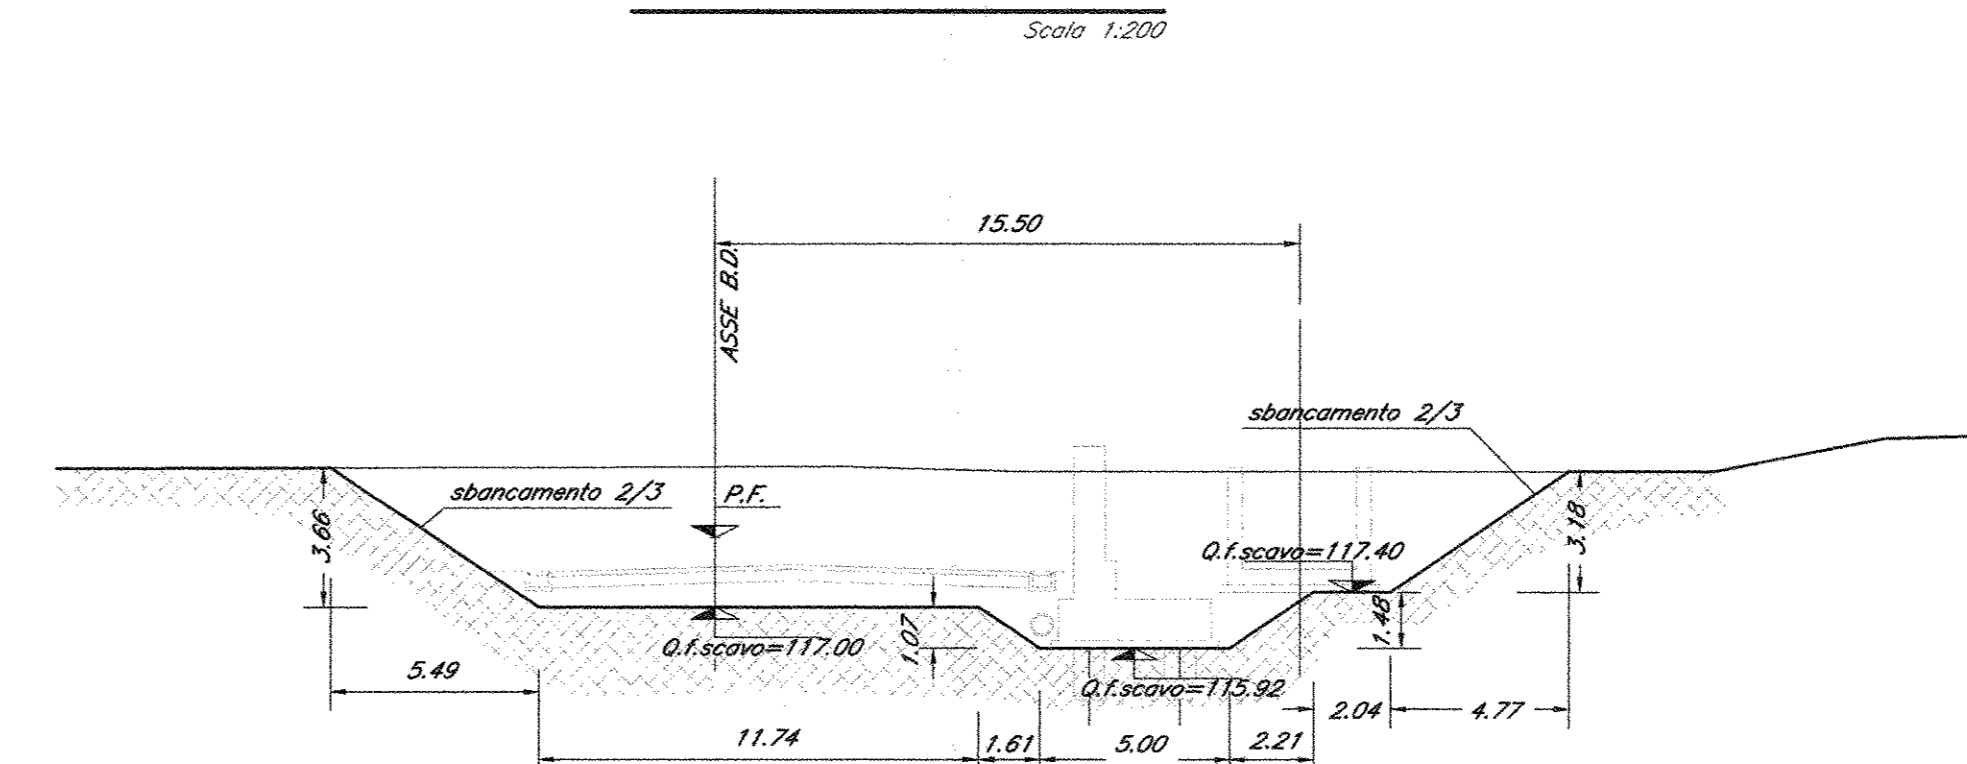 Scala 1:200
15.50
ASSE B.D.
sbancamento 2/3
sbancamento 2/3
P.F.
3.66
3.18
Q.f.scavo=117.40
1.07
1.48
Q.f.scavo=117.00
5.49
Q.f.scavo=115.92
2.04
4.77
11.74
1.61
5.00
2.21